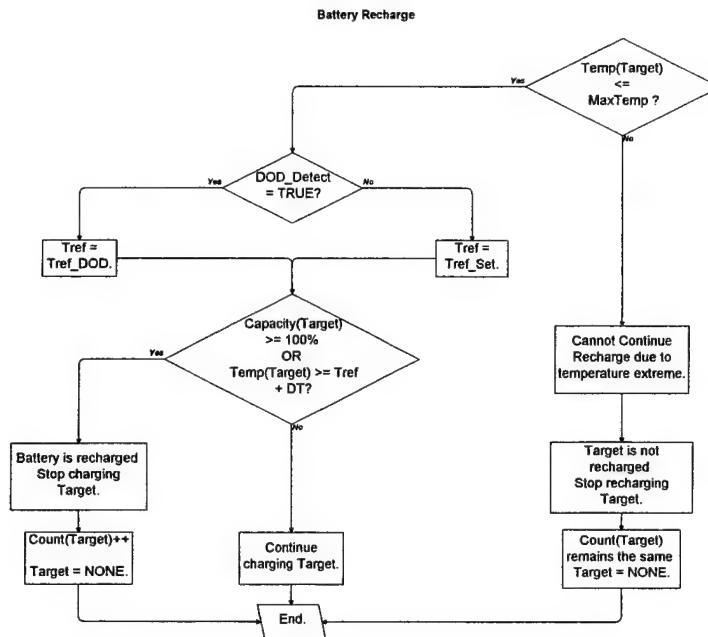 Battery Recharge
Temp(Target)
<=
MaxTemp ?
Yes
No
DOD_Detect
= TRUE?
Yes
No
Tref =
Tref_DOD.
Tref =
Tref_Set.
Capacity(Target)
>= 100%
OR
Temp(Target) >= Tref
+ DT?
Yes
No
Cannot Continue
Recharge due to
temperature extreme.
Battery is recharged
Stop charging
Target.
Target is not
recharged
Stop recharging
Target.
Count(Target)++
Target = NONE.
Continue
charging Target.
Count(Target)
remains the same
Target = NONE.
End.